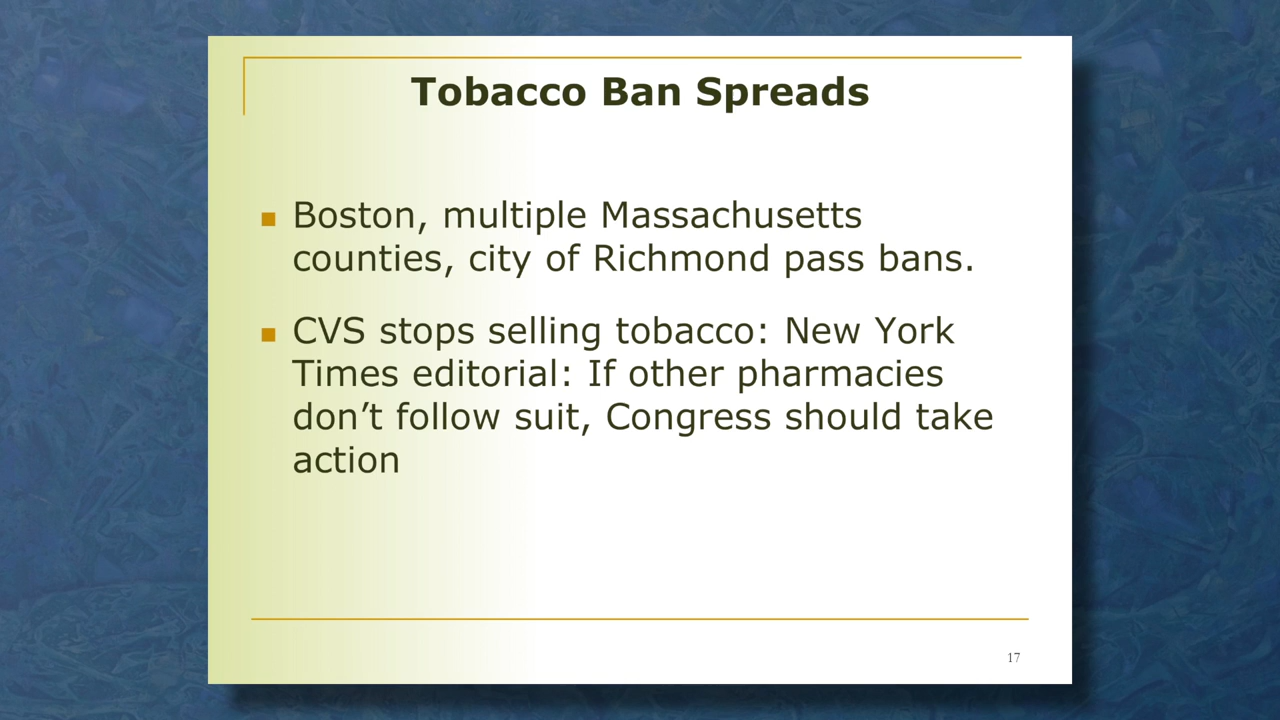 Tobacco Ban Spreads
Boston, multiple Massachusetts
counties, city of Richmond pass bans.
CVS stops selling tobacco: New York
Times editorial: If other pharmacies
don’t follow suit, Congress should take
action
17